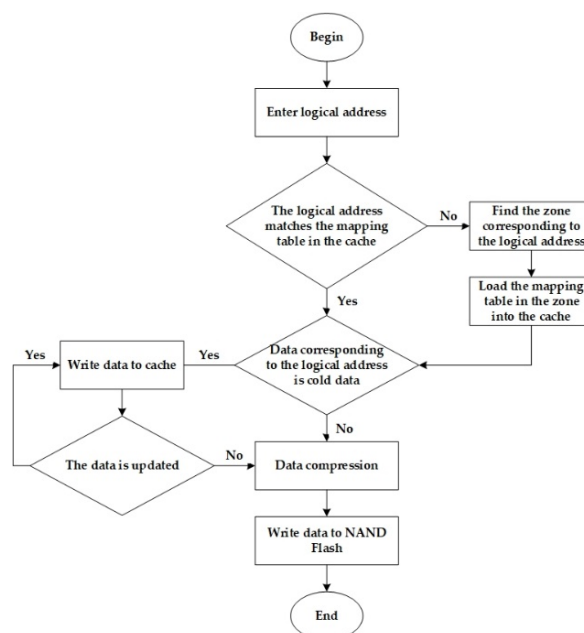 Begin
Enter logical address
The logical address
matches the mapping
table in the cache
No
Find the zone
corresponding to
the logical address
Load the mapping
table in the zone
into the cache
Yes
Data corresponding
to the logical address
is cold data
Yes
Write data to cache
Yes
The data is updated
No
No
Data compression
Write data to NAND
Flash
End